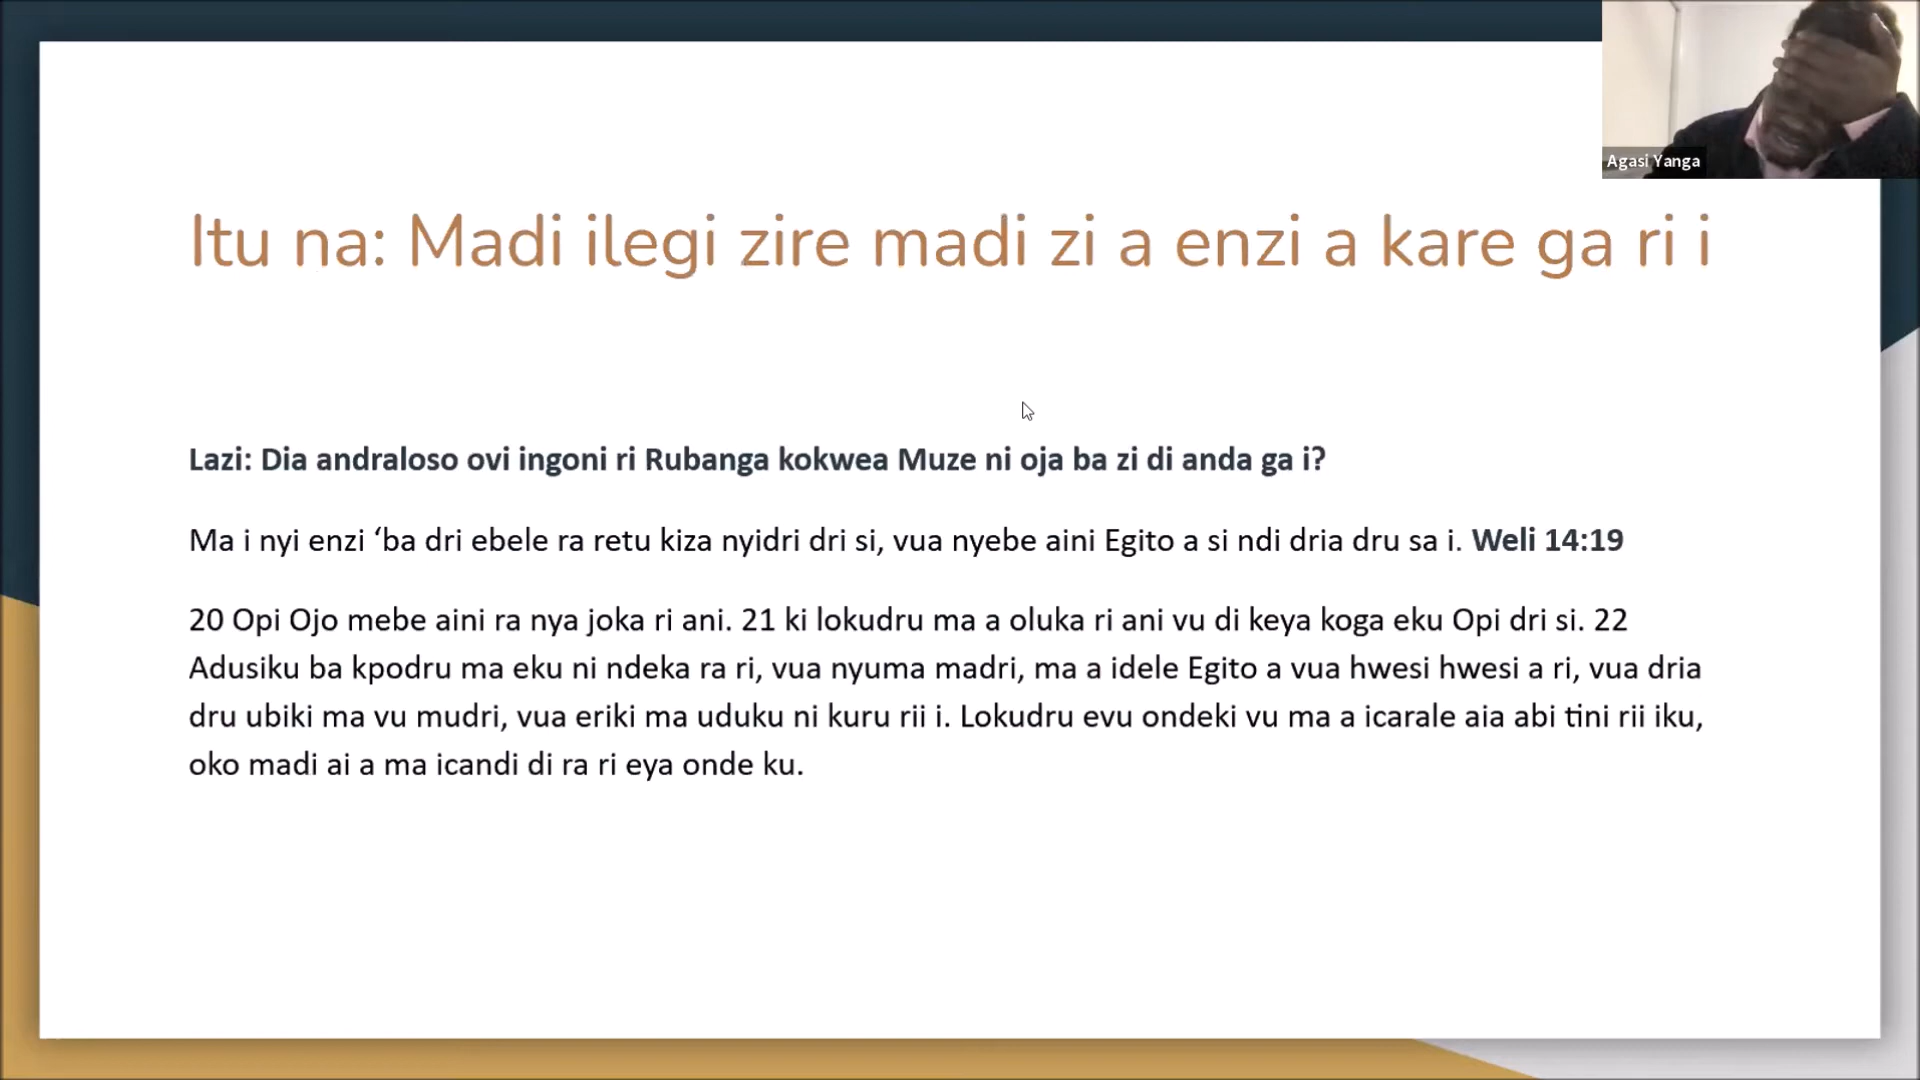 Agasi Yanga
Itu na: Madi ilegi zire madi zi a enzi a kare ga ri i
Lazi: Dia andraloso ovi ingoni ri Rubanga kokwea Muze ni oja ba zi di anda ga i?
Ma i nyi enzi ‘ba dri ebele ra retu kiza nyidri dri si, vua nyebe aini Egito a si ndi dria dru sa i. Weli 14:19
20 Opi Ojo mebe aini ra nya joka ri ani. 21 ki lokudru ma a oluka ri ani vu di keya koga eku Opi dri si. 22
Adusiku ba kpodru ma eku ni ndeka ra ri, vua nyuma madri, ma a idele Egito a vua hwesi hwesi a ri, vua dria
dru ubiki ma vu mudri, vua eriki ma uduku ni kuru rii i. Lokudru evu ondeki vu ma a icarale aia abi tini rii iku,
oko madi ai a ma icandi di ra ri eya onde ku.